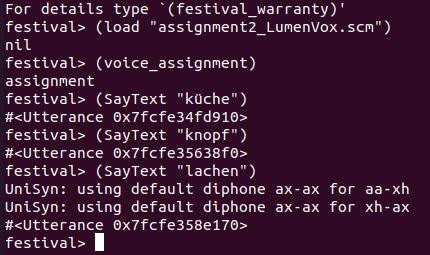 For details type `(festival_warranty)'
festival> (load "assignment2_LumenVox.scm")
nil
festival> (voice_assignment)
assignment
festival> (SayText "küche")
#<Utterance 0x7fcfe34fd910>
festival> (SayText "knopf")
#<Utterance 0x7fcfe35638f0>
festival> (SayText "lachen")
UniSyn: using default diphone ax-ax for aa-xh
UniSyn: using default diphone ax-ax for xh-ax
#<Utterance 0x7fcfe358e170>
festival>